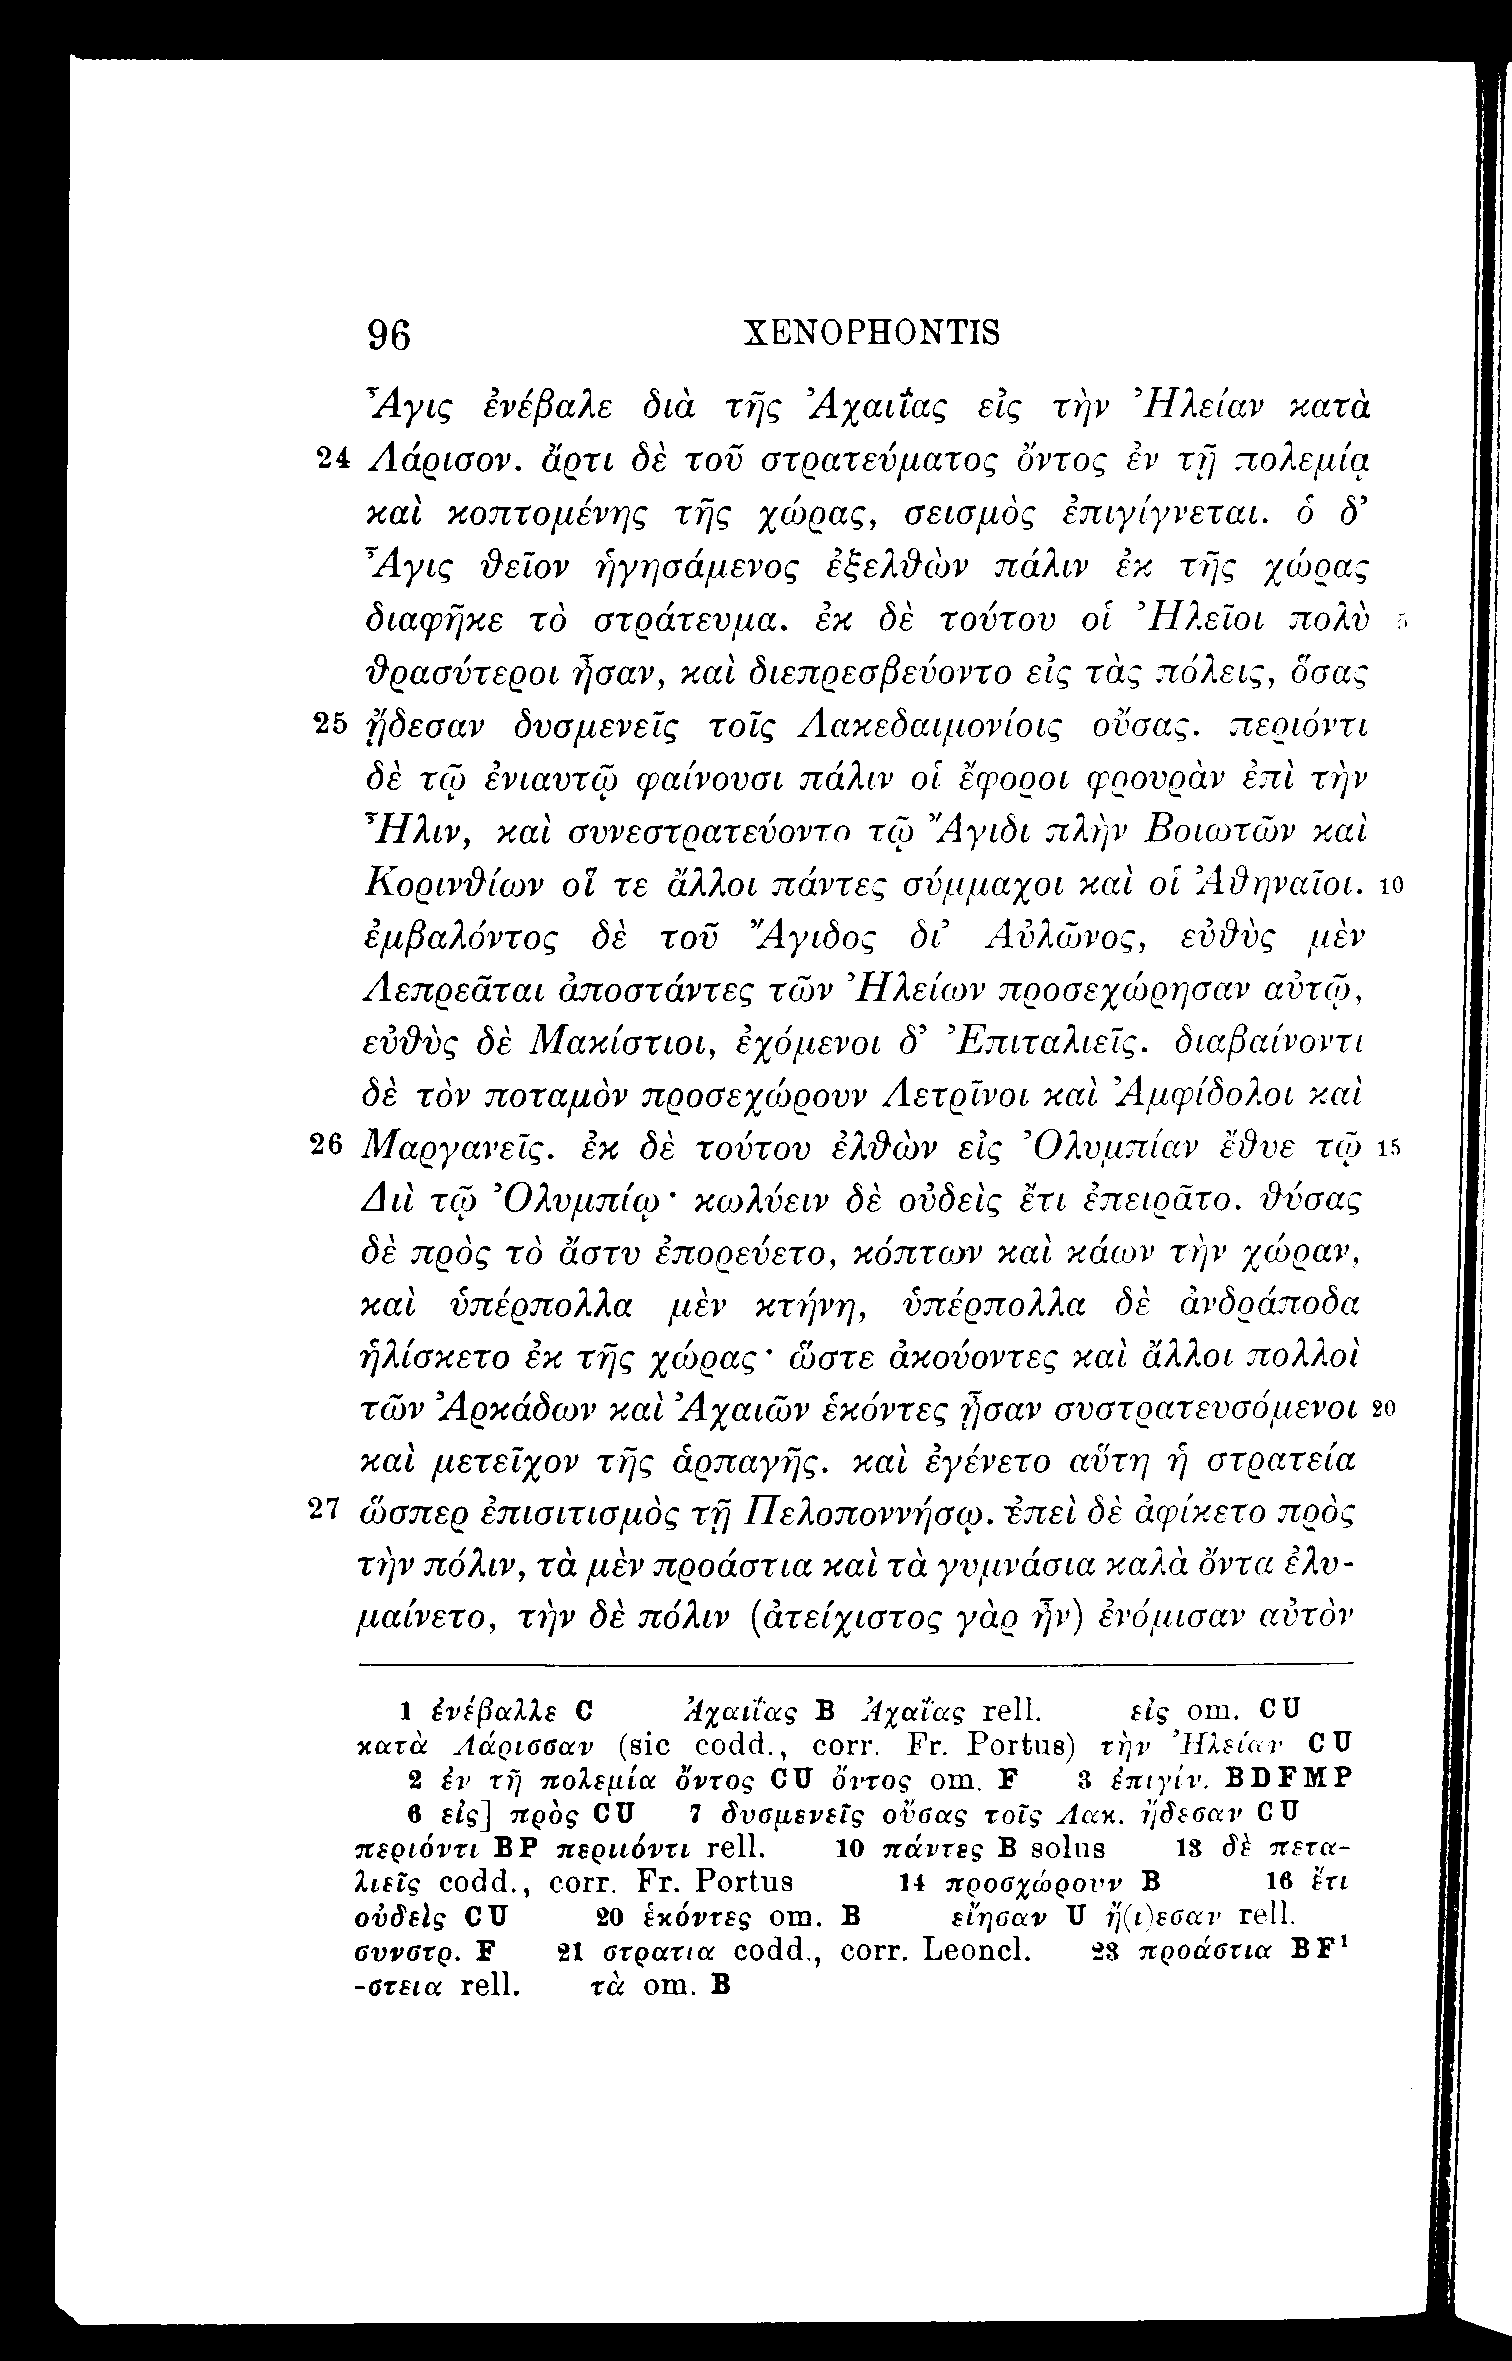 96 XENOPHONTIS
Ἆγις ἐνέβαλε διὰ τῆς Ἀχαιΐας εἰς τὴν Ἠλείαν κατὰ
24 Λάρισον. ἄρτι δὲ τοῦ στρατεύματος ὄντος ἐν τῇ πολεμίᾳ
καὶ κοπτομένης τῆς χώρας, σεισμὸς ἐπιγίγνεται. ὁ δ’
Ἆγις θεῖον ἡγησάμενος ἐξελθὼν πάλιν ἐκ τῆς χώρας
διαφῆκε τὸ στράτευμα. ἐκ δὲ τούτου οἱ Ἠλεῖοι πολὺ 5
θρασύτεροι ἦσαν, καὶ διεπρεσβεύοντο εἰς τὰς πόλεις, ὅσας
25 ᾔδεσαν δυσμενεῖς τοῖς Λακεδαιμονίοις οὔσας. περιόντι
δὲ τῷ ἐνιαυτῷ φαίνουσι πάλιν οἱ ἔφοροι φρουρὰν ἐπὶ τὴν
Ἦλιν, καὶ συνεστρατεύοντο τῷ Ἄγιδι πλὴν Βοιωτῶν καὶ
Κορινθίων οἵ τε ἄλλοι πάντες σύμμαχοι καὶ οἱ Ἀθηναῖοι. 10
ἐμβαλόντος δὲ τοῦ Ἄγιδος δι’ Αὐλῶνος, εὐθὺς μὲν
Λεπρεᾶται ἀποστάντες τῶν Ἠλείων προσεχώρησαν αὐτῷ,
εὐθὺς δὲ Μακίστιοι, ἐχόμενοι δ’ Ἐπιταλιεῖς. διαβαίνοντι
δὲ τὸν ποταμὸν προσεχώρουν Λετρῖνοι καὶ Ἀμφίδολοι καὶ
26 Μαργανεῖς. ἐκ δὲ τούτου ἐλθὼν εἰς Ὀλυμπίαν ἔθυε τῷ 15
Διὶ τῷ Ὀλυμπίῳ· κωλύειν δὲ οὐδεὶς ἔτι ἐπειρᾶτο. θύσας
δὲ πρὸς τὸ ἄστυ ἐπορεύετο, κόπτων καὶ κάων τὴν χώραν,
καὶ ὑπέρπολλα μὲν κτήνη, ὑπέρπολλα δὲ ἀνδράποδα
ἡλίσκετο ἐκ τῆς χώρας· ὥστε ἀκούοντες καὶ ἄλλοι πολλοὶ
τῶν Ἀρκάδων καὶ Ἀχαιῶν ἑκόντες ᾖσαν συστρατευσόμενοι 20
καὶ μετεῖχον τῆς ἁρπαγῆς. καὶ ἐγένετο αὕτη ἡ στρατεία
27 ὥσπερ ἐπισιτισμὸς τῇ Πελοποννήσῳ. ἐπεὶ δὲ ἀφίκετο πρὸς
τὴν πόλιν, τὰ μὲν προάστια καὶ τὰ γυμνάσια καλὰ ὄντα ἐλυ-
μαίνετο, τὴν δὲ πόλιν (ἀτείχιστος γὰρ ἦν) ἐνόμισαν αὐτὸν
1 ἐνέβαλλε C Ἀχαιΐας B Ἀχαΐας rell. εἰς om. CU
κατὰ Λάρισσαν (sic codd., corr. Fr. Portus) τὴν Ἠλείαν CU
2 ἐν τῇ πολεμίᾳ ὄντος CU ὄντος om. F 3 ἐπιγίν. BDFMP
6 εἰς] πρὸς CU 7 δυσμενεῖς οὔσας τοῖς Λακ. ᾔδεσαν CU
περιόντι BP περιιόντι rell. 10 πάντες B solus 13 δὲ πετα-
λιεῖς codd., corr. Fr. Portus 14 προσχώρουν B 16 ἔτι
οὐδεὶς CU 20 ἑκόντες om. B εἴησαν U ἤ(ι)εσαν rell.
συνστρ. F 21 στρατια codd., corr. Leoncl. 23 προάστια BF¹
-στεια rell. τὰ om. B